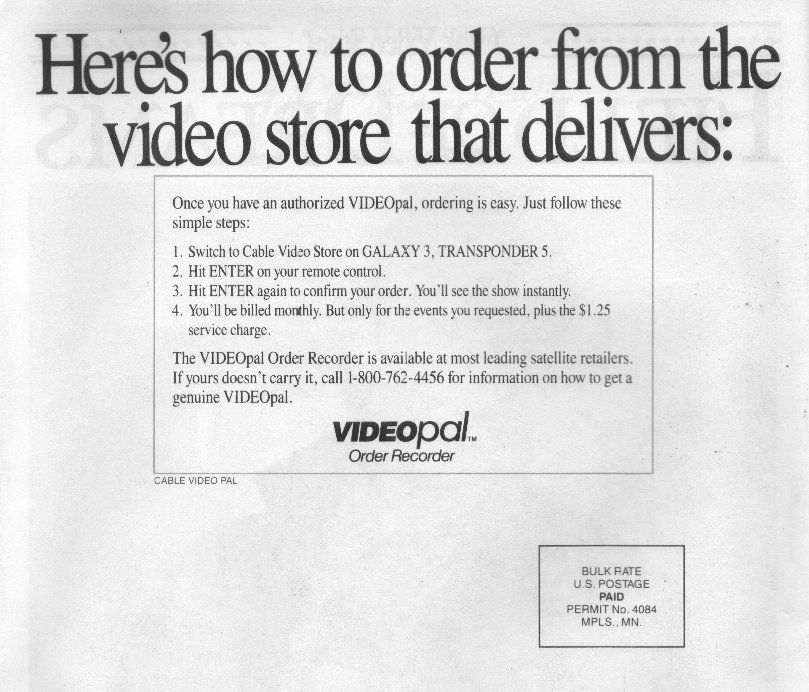 Here's how to order from the
video store that delivers:
Once you have an authorized VIDEOpal, ordering is easy. Just follow these
simple steps:
1. Switch to Cable Video Store on GALAXY 3, TRANSPONDER 5.
2. Hit ENTER on your remote control.
3. Hit ENTER again to confirm your order. You'll see the show instantly.
4. You'll be billed monthly. But only for the events you requested, plus the $1.25
service charge.
The VIDEOpal Order Recorder is available at most leading satellite retailers.
If yours doesn't carry it, call 1-800-762-4456 for information on how to get a
genuine VIDEOpal.
VIDEOpal™
Order Recorder
CABLE VIDEO PAL
BULK RATE
U.S. POSTAGE
PAID
PERMIT No. 4084
MPLS., MN.